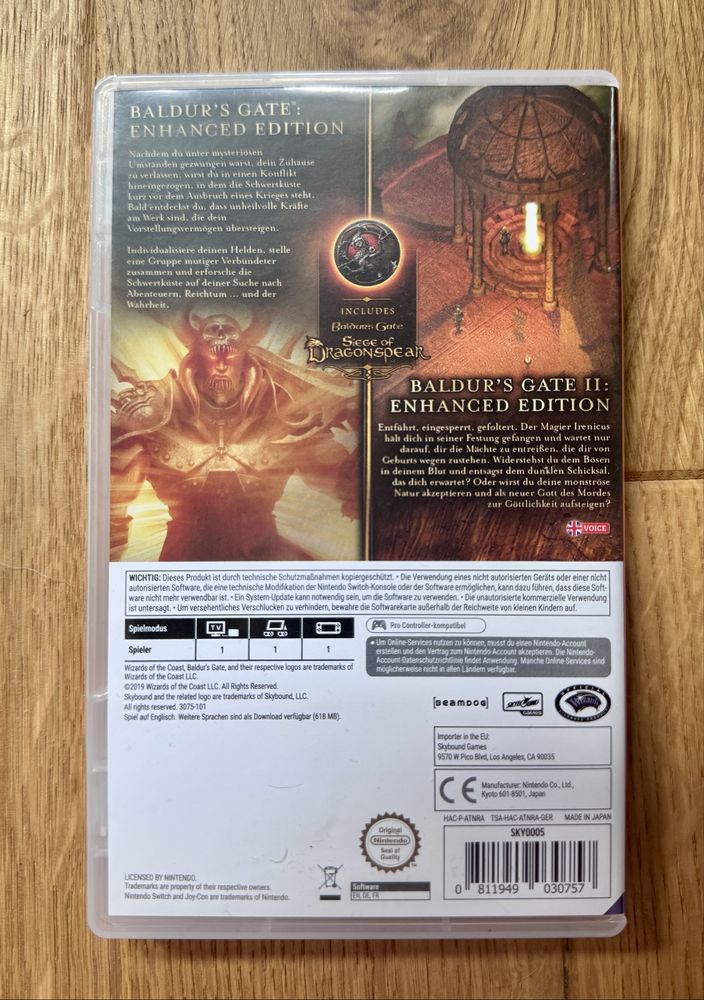 BALDUR'S GATE™:
ENHANCED EDITION
Nachdem du unter mysteriösen
Umständen gezwungen warst, dein Zuhause
zu verlassen, wirst du in einen Konflikt
hineingezogen, in dem die Schwertküste
kurz vor dem Ausbruch eines Krieges steht.
Bald entdeckst du, dass unheilvolle Kräfte
am Werk sind, die dein
Vorstellungsvermögen übersteigen.
Individualisiere deinen Helden, stelle
eine Gruppe mutiger Verbündeter
zusammen und erforsche die
Schwertküste auf deiner Suche nach
Abenteuern, Reichtum ... und der
Wahrheit.
INCLUDES
Baldur's Gate
SIEGE OF
DRAGONSPEAR
BALDUR'S GATE II:
ENHANCED EDITION
Entführt, eingesperrt, gefoltert. Der Magier Irenicus
hält dich in seiner Festung gefangen und wartet nur
darauf, dir die Mächte zu entreißen, die dir von
Geburts wegen zustehen. Widerstehst du dem Bösen
in deinem Blut und entsagst dem dunklen Schicksal,
das dich erwartet? Oder wirst du deine monströse
Natur akzeptieren und als neuer Gott des Mordes
zur Göttlichkeit aufsteigen?
VOICE
WICHTIG: Dieses Produkt ist durch technische Schutzmaßnahmen kopiergeschützt. • Die Verwendung eines nicht autorisierten Geräts oder einer nicht
autorisierten Software, die eine technische Modifikation der Nintendo Switch-Konsole oder der Software ermöglichen, kann dazu führen, dass diese Soft-
ware nicht mehr verwendbar ist. • Ein System-Update kann notwendig sein, um die Software zu verwenden. • Die unautorisierte kommerzielle Verwendung
ist untersagt. • Um versehentliches Verschlucken zu verhindern, bewahre die Softwarekarte außerhalb der Reichweite von kleinen Kindern auf.
Spielmodus TV
Spieler 1 1 1
Pro Controller-kompatibel
• Um Online-Services nutzen zu können, musst du einen Nintendo-Account
erstellen und den Vertrag zum Nintendo-Account akzeptieren. Die Nintendo-
Account-Datenschutzrichtlinie findet Anwendung. Manche Online-Services sind
möglicherweise nicht in allen Ländern verfügbar.
Wizards of the Coast, Baldur's Gate, and their respective logos are trademarks of
Wizards of the Coast LLC.
©2019 Wizards of the Coast LLC. All Rights Reserved.
Skybound and the related logo are trademarks of Skybound, LLC.
All rights reserved. 3075-101
Spiel auf Englisch. Weitere Sprachen sind als Download verfügbar (618 MB).
BEAMDOG
SKYBOUND
GAMES
OFFICIAL
Wizards
Importer in the EU:
Skybound Games
9570 W Pico Blvd, Los Angeles, CA 90035
CE
Manufacturer: Nintendo Co., Ltd.,
Kyoto 601-8501, Japan
HAC-P-ATNRA TSA-HAC-ATNRA-GER MADE IN JAPAN
SKY0005
0 811949 030757
Original
Nintendo
Seal of
Quality
LICENSED BY NINTENDO.
Trademarks are property of their respective owners.
Nintendo Switch and Joy-Con are trademarks of Nintendo.
Software
EN, DE, FR